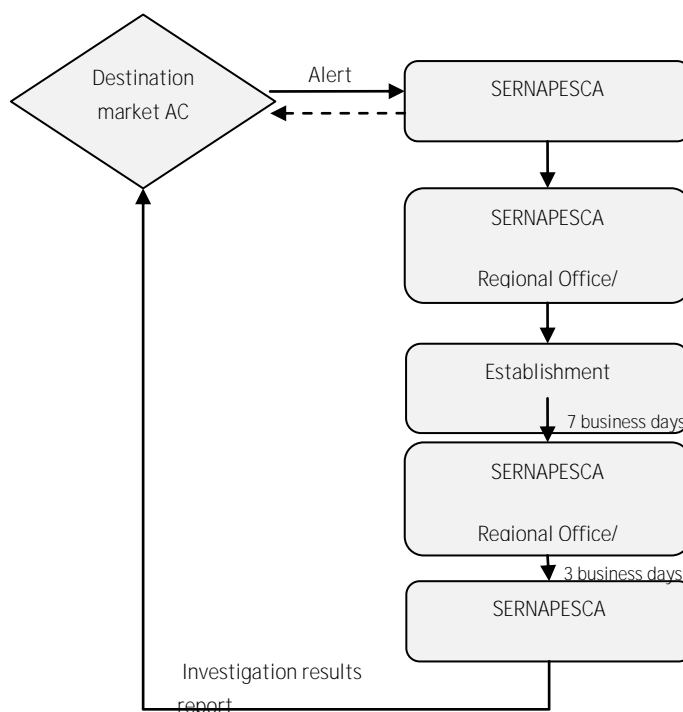 Destination
market AC
Alert
SERNAPESCA
SERNAPESCA
Regional Office/
Establishment
7 business days
SERNAPESCA
Regional Office/
3 business days
SERNAPESCA
Investigation results
report